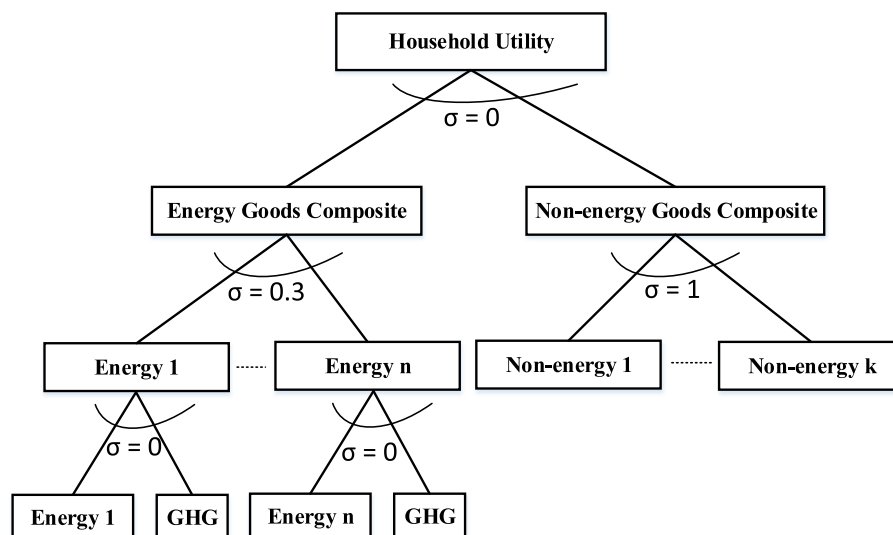 Household Utility
σ = 0
Energy Goods Composite
Non-energy Goods Composite
σ = 0.3
σ = 1
Energy 1
Energy n
Non-energy 1
Non-energy k
σ = 0
σ = 0
Energy 1
GHG
Energy n
GHG